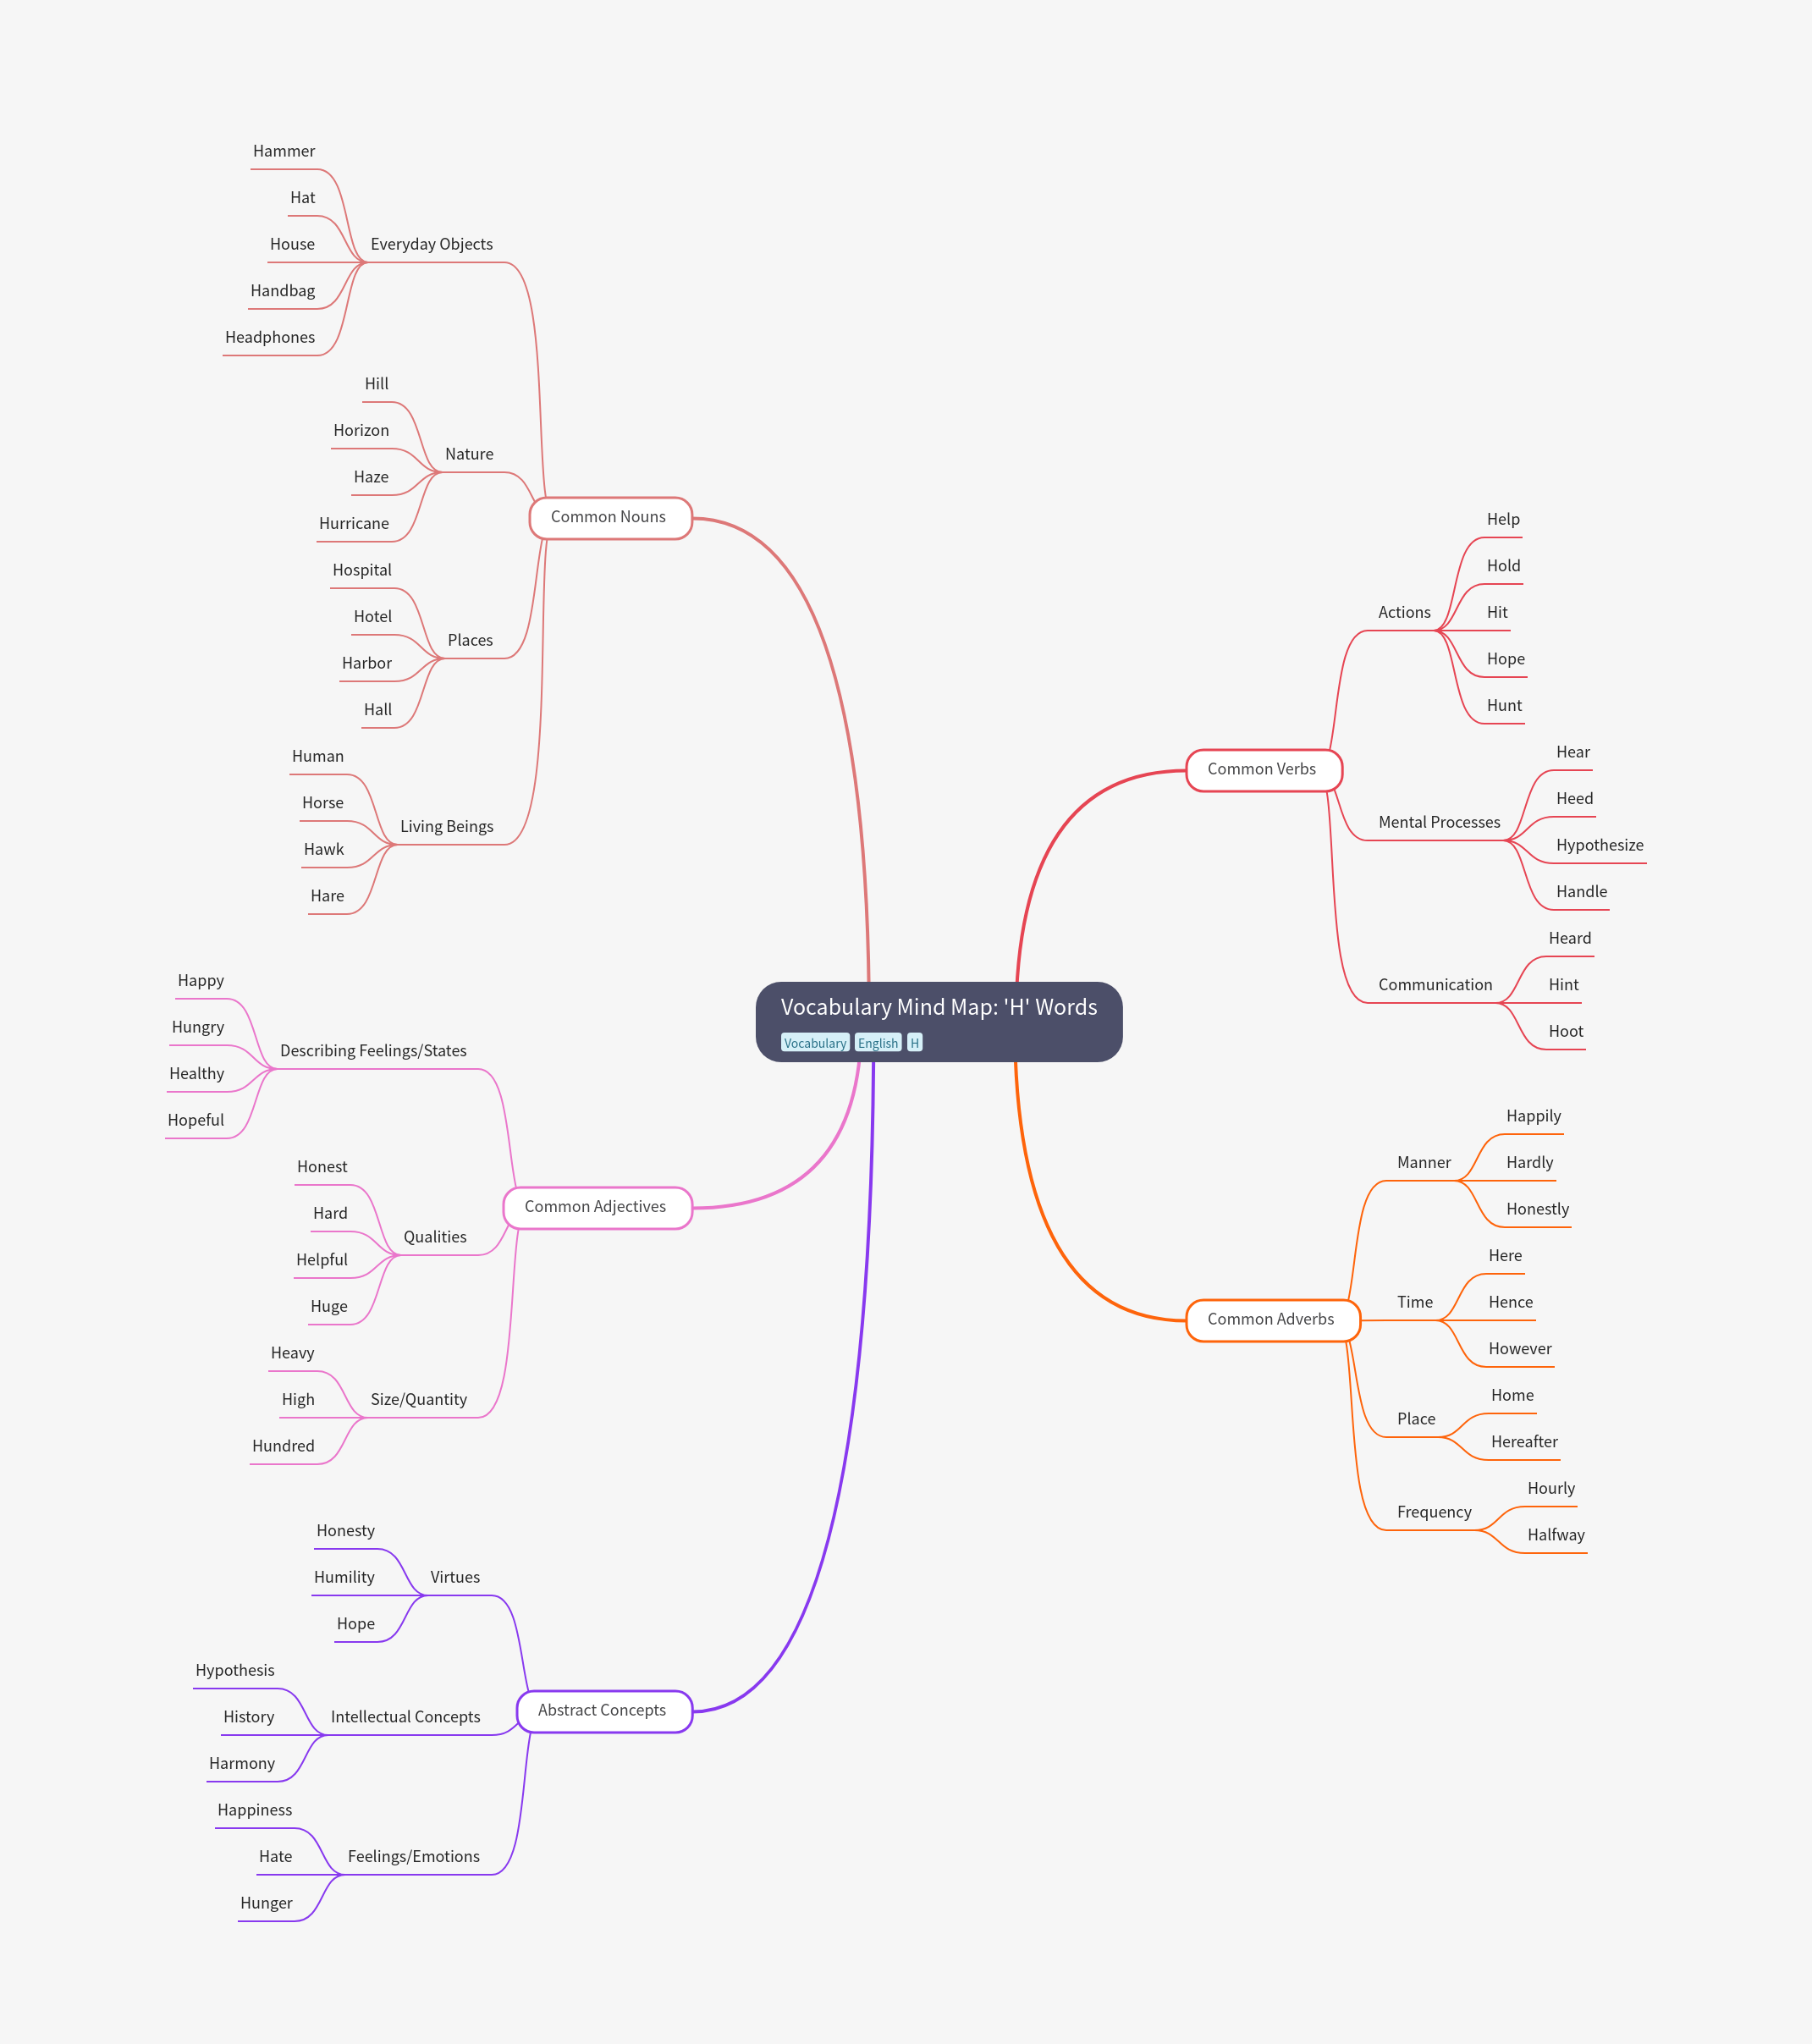 Vocabulary Mind Map: 'H' Words
Vocabulary English H
Common Nouns
Everyday Objects
Hammer
Hat
House
Handbag
Headphones
Nature
Hill
Horizon
Haze
Hurricane
Places
Hospital
Hotel
Harbor
Hall
Living Beings
Human
Horse
Hawk
Hare
Common Verbs
Actions
Help
Hold
Hit
Hope
Hunt
Mental Processes
Hear
Heed
Hypothesize
Handle
Communication
Heard
Hint
Hoot
Common Adjectives
Describing Feelings/States
Happy
Hungry
Healthy
Hopeful
Qualities
Honest
Hard
Helpful
Huge
Size/Quantity
Heavy
High
Hundred
Common Adverbs
Manner
Happily
Hardly
Honestly
Time
Here
Hence
However
Place
Home
Hereafter
Frequency
Hourly
Halfway
Abstract Concepts
Virtues
Honesty
Humility
Hope
Intellectual Concepts
Hypothesis
History
Harmony
Feelings/Emotions
Happiness
Hate
Hunger